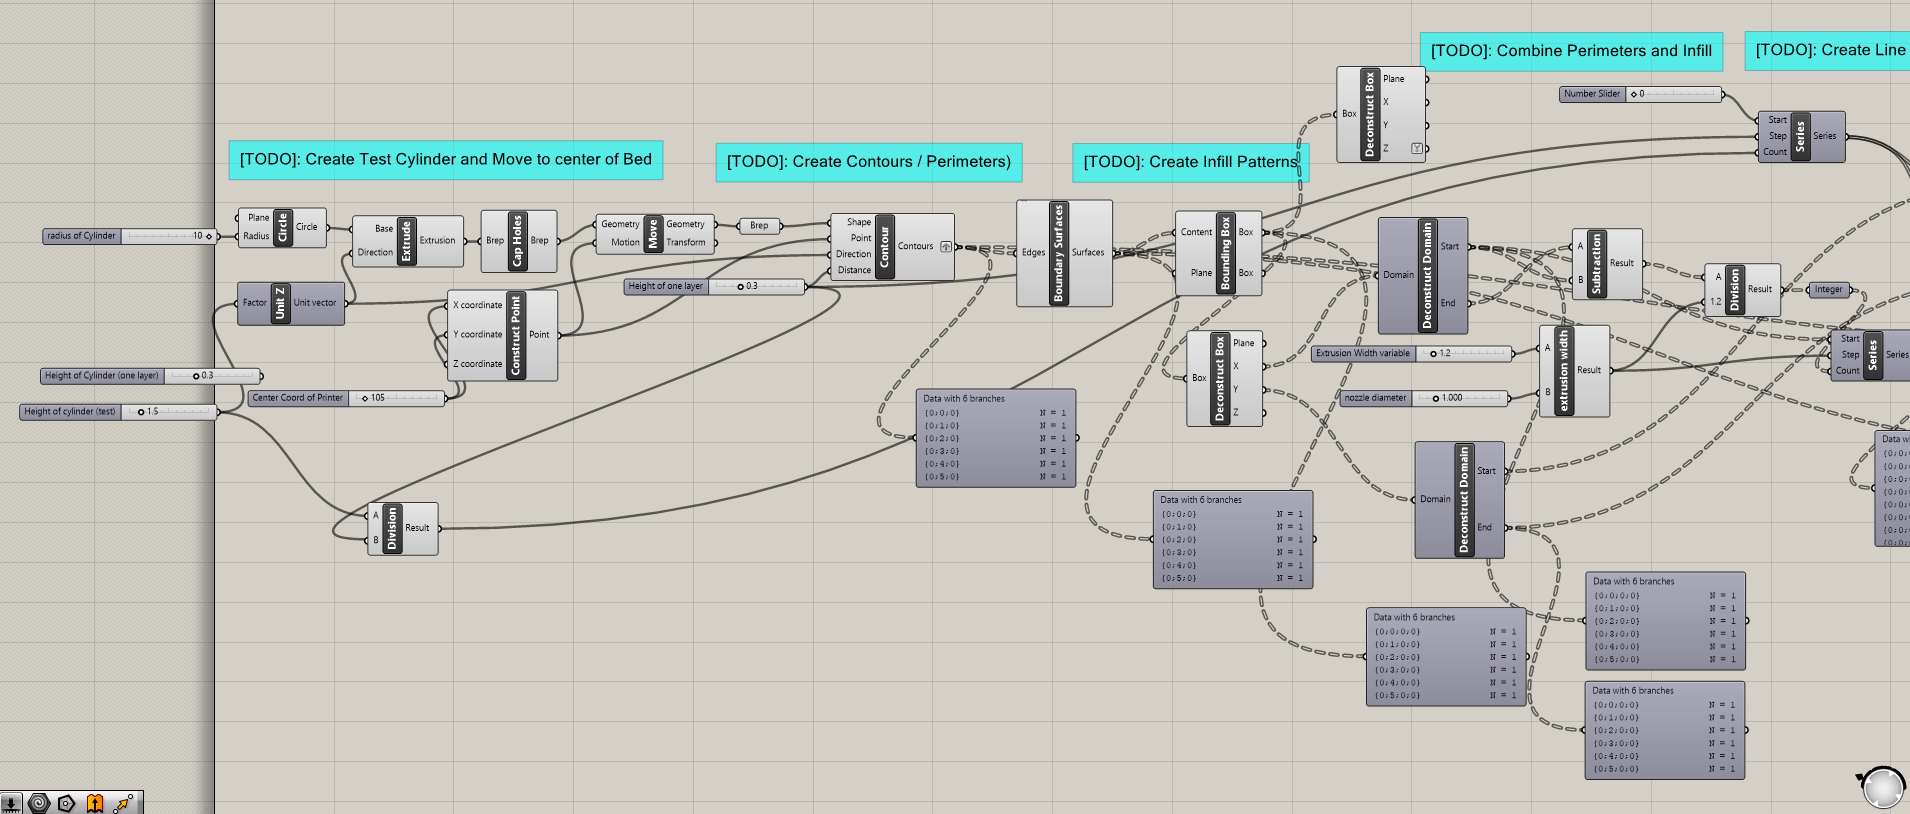 [TODO]: Combine Perimeters and Infill
[TODO]: Create Line
Deconstruct Box
Box
Plane
X
Y
Z
Number Slider
0
Series
Start
Step
Count
Series
[TODO]: Create Test Cylinder and Move to center of Bed
[TODO]: Create Contours / Perimeters)
[TODO]: Create Infill Patterns
radius of Cylinder
10
Plane
Radius
Circle
Circle
Base
Direction
Extrude
Extrusion
Brep
Cap Holes
Brep
Geometry
Motion
Move
Geometry
Transform
Brep
Shape
Point
Direction
Distance
Contour
Contours
Edges
Boundary Surfaces
Surfaces
Content
Plane
Bounding Box
Box
Box
Domain
Deconstruct Domain
Start
End
A
B
Subtraction
Result
A
1.2
Division
Result
Integer
Factor
Unit Z
Unit vector
X coordinate
Y coordinate
Z coordinate
Construct Point
Point
Height of one layer
0.3
Box
Deconstruct Box
Plane
X
Y
Z
Extrusion Width variable
1.2
nozzle diameter
1.000
A
B
extrusion width
Result
Start
Step
Count
Series
Series
Height of Cylinder (one layer)
0.3
Height of cylinder (test)
1.5
Center Coord of Printer
105
Data with 6 branches
{0;0;0} N = 1
{0;1;0} N = 1
{0;2;0} N = 1
{0;3;0} N = 1
{0;4;0} N = 1
{0;5;0} N = 1
A
B
Division
Result
Data with 6 branches
{0;0;0} N = 1
{0;1;0} N = 1
{0;2;0} N = 1
{0;3;0} N = 1
{0;4;0} N = 1
{0;5;0} N = 1
Domain
Deconstruct Domain
Start
End
Data w
{0;0;
{0;0;
{0;0;
{0;0;
{0;0;
{0;0;
{0;0;
Data with 6 branches
{0;0;0;0} N = 1
{0;1;0;0} N = 1
{0;2;0;0} N = 1
{0;3;0;0} N = 1
{0;4;0;0} N = 1
{0;5;0;0} N = 1
Data with 6 branches
{0;0;0;0} N = 1
{0;1;0;0} N = 1
{0;2;0;0} N = 1
{0;3;0;0} N = 1
{0;4;0;0} N = 1
{0;5;0;0} N = 1
Data with 6 branches
{0;0;0;0} N = 1
{0;1;0;0} N = 1
{0;2;0;0} N = 1
{0;3;0;0} N = 1
{0;4;0;0} N = 1
{0;5;0;0} N = 1